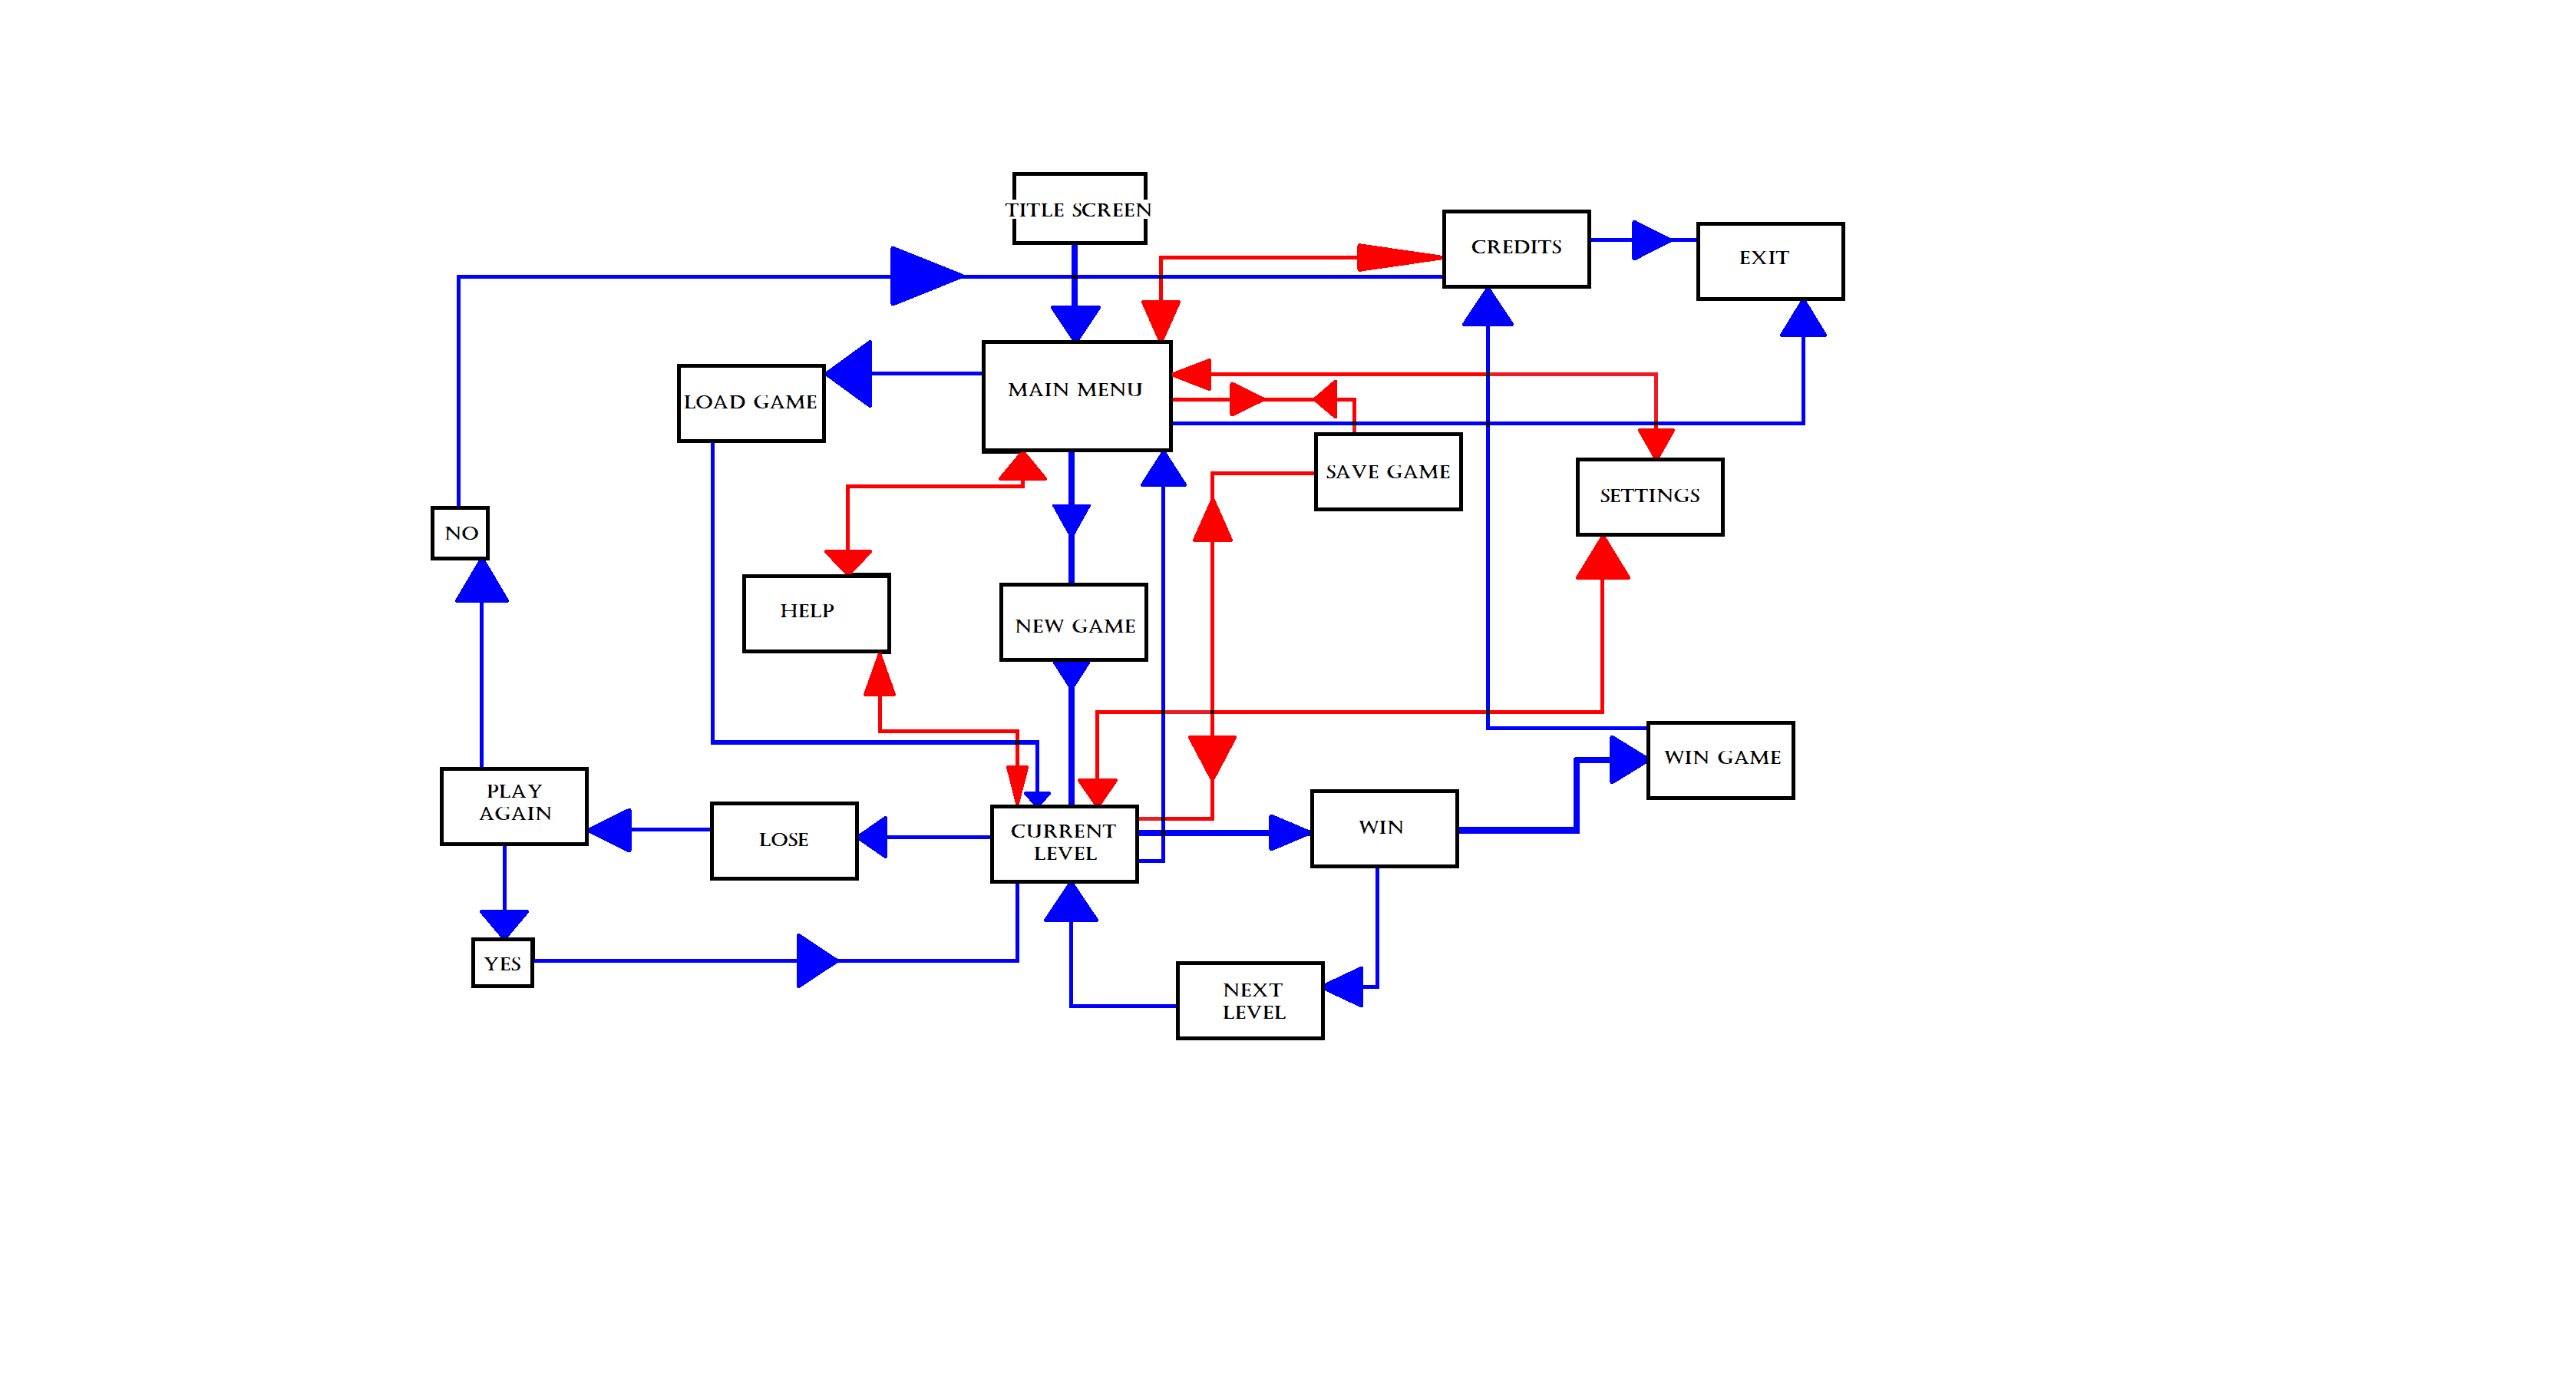 TITLE SCREEN
CREDITS
EXIT
MAIN MENU
LOAD GAME
SAVE GAME
SETTINGS
NO
HELP
NEW GAME
WIN GAME
PLAY
AGAIN
LOSE
CURRENT
LEVEL
WIN
YES
NEXT
LEVEL